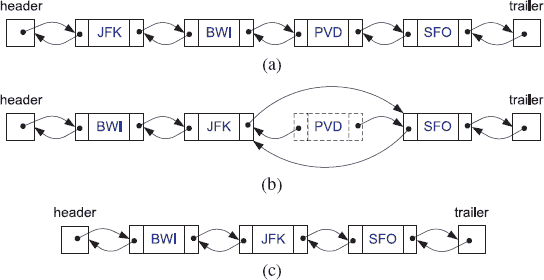 header trailer
JFK BWI PVD SFO
(a)
header trailer
BWI JFK PVD SFO
(b)
header trailer
BWI JFK SFO
(c)